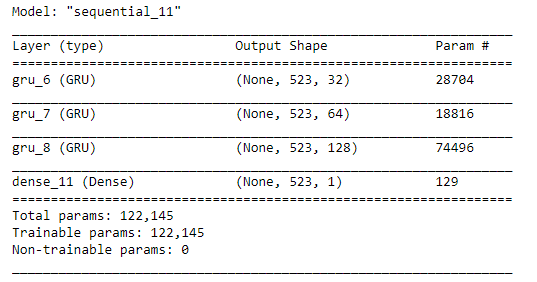 Model: "sequential_11"
_________________________________________________________________
Layer (type)                 Output Shape              Param #
=================================================================
gru_6 (GRU)                  (None, 523, 32)           28704
_________________________________________________________________
gru_7 (GRU)                  (None, 523, 64)           18816
_________________________________________________________________
gru_8 (GRU)                  (None, 523, 128)          74496
_________________________________________________________________
dense_11 (Dense)             (None, 523, 1)            129
=================================================================
Total params: 122,145
Trainable params: 122,145
Non-trainable params: 0
_________________________________________________________________